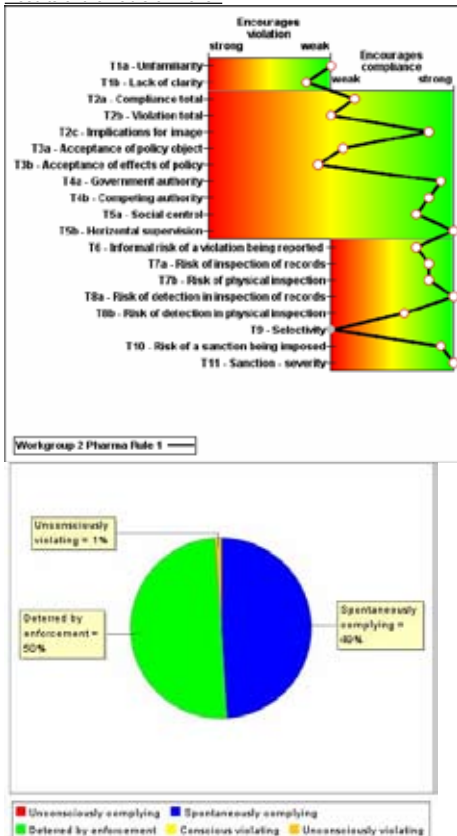 Encourages
violation
strong weak
Encourages
compliance
weak strong
T1a - Unfamiliarity
T1b - Lack of clarity
T2a - Compliance total
T2b - Violation total
T2c - Implications for image
T3a - Acceptance of policy object
T3b - Acceptance of effects of policy
T4a - Government authority
T4b - Competing authority
T5a - Social control
T5b - Horizontal supervision
T6 - Informal risk of a violation being reported
T7a - Risk of inspection of records
T7b - Risk of physical inspection
T8a - Risk of detection in inspection of records
T8b - Risk of detection in physical inspection
T9 - Selectivity
T10 - Risk of a sanction being imposed
T11 - Sanction - severity
Workgroup 2 Pharma Rule 1
Unconsciously
violating = 1%
Deterred by
enforcement =
50%
Spontaneously
complying =
49%
Unconsciously complying Spontaneously complying
Deterred by enforcement Conscious violating Unconsciously violating